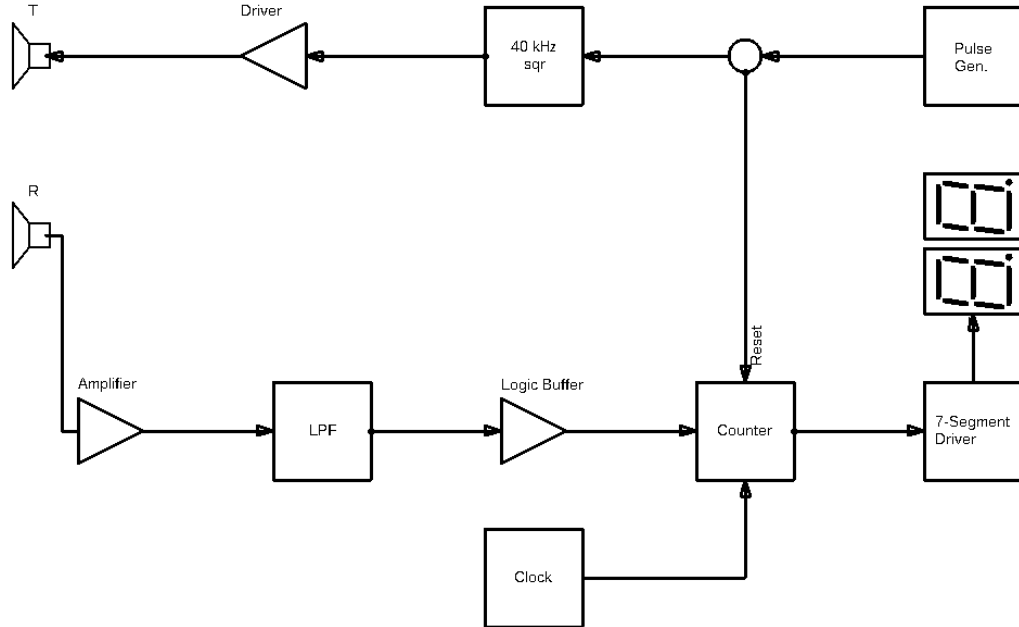 T
Driver
40 kHz
sqr
Pulse
Gen.
R
Reset
Amplifier
LPF
Logic Buffer
Counter
7-Segment
Driver
Clock